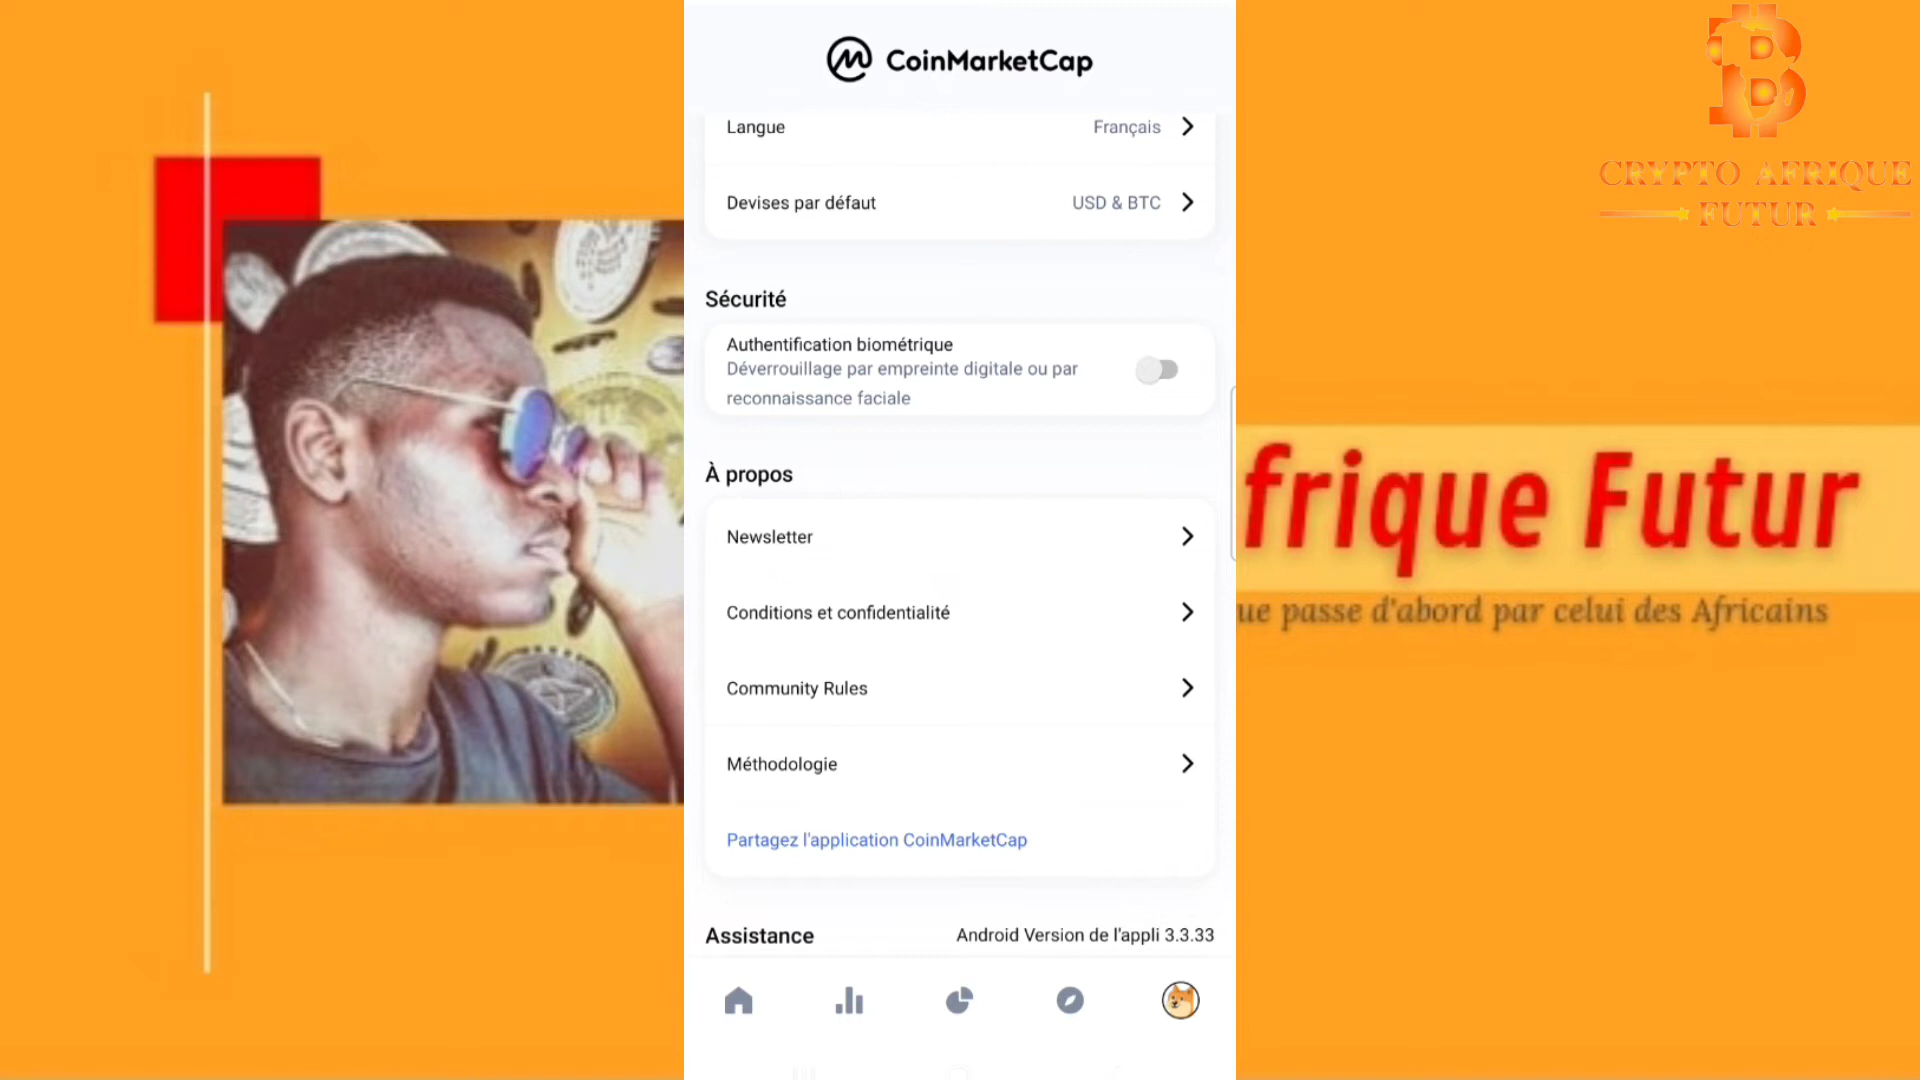 CoinMarketCap
Langue
Français
Devises par défaut
USD & BTC
Sécurité
Authentification biométrique
Déverrouillage par empreinte digitale ou par
reconnaissance faciale
À propos
Newsletter
Conditions et confidentialité
Community Rules
Méthodologie
Partagez l'application CoinMarketCap
Assistance
Android Version de l'appli 3.3.33
CRYPTO AFRIQUE
FUTUR
frique Futur
ue passe d'abord par celui des Africains